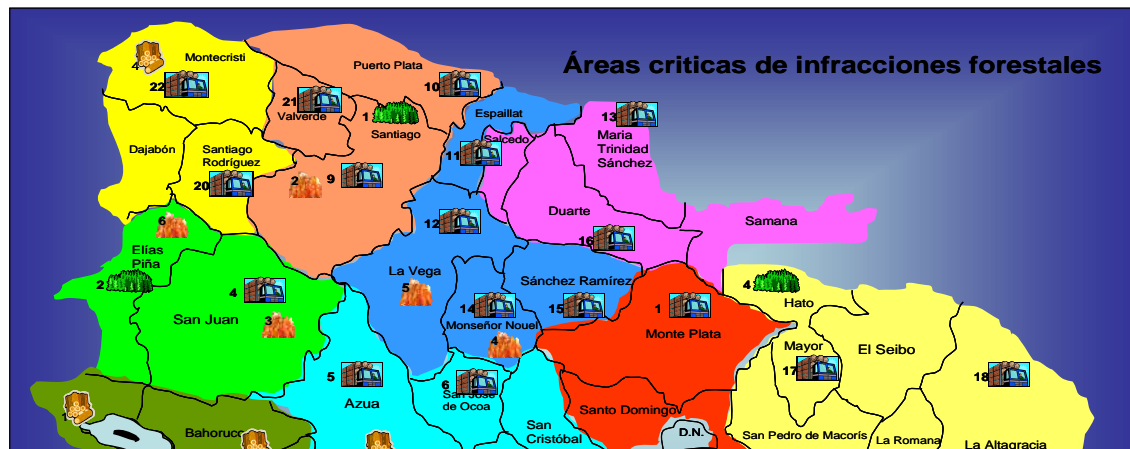 Áreas criticas de infracciones forestales
Montecristi
4
22
Puerto Plata
10
21
Valverde
1
Santiago
Espaillat
13
Maria
Trinidad
Sánchez
Salcedo
11
Dajabón
Santiago
Rodríguez
20
2
9
Duarte
16
Samana
12
6
Elías
Piña
2
La Vega
5
Sánchez Ramírez
15
4
Hato
Mayor
17
4
San Juan
3
14
Monseñor Nouel
4
1
Monte Plata
El Seibo
18
5
Azua
6
San José
de Ocoa
San
Cristóbal
Santo Domingo
D.N.
San Pedro de Macorís
La Romana
La Altagracia
1
Bahoruco